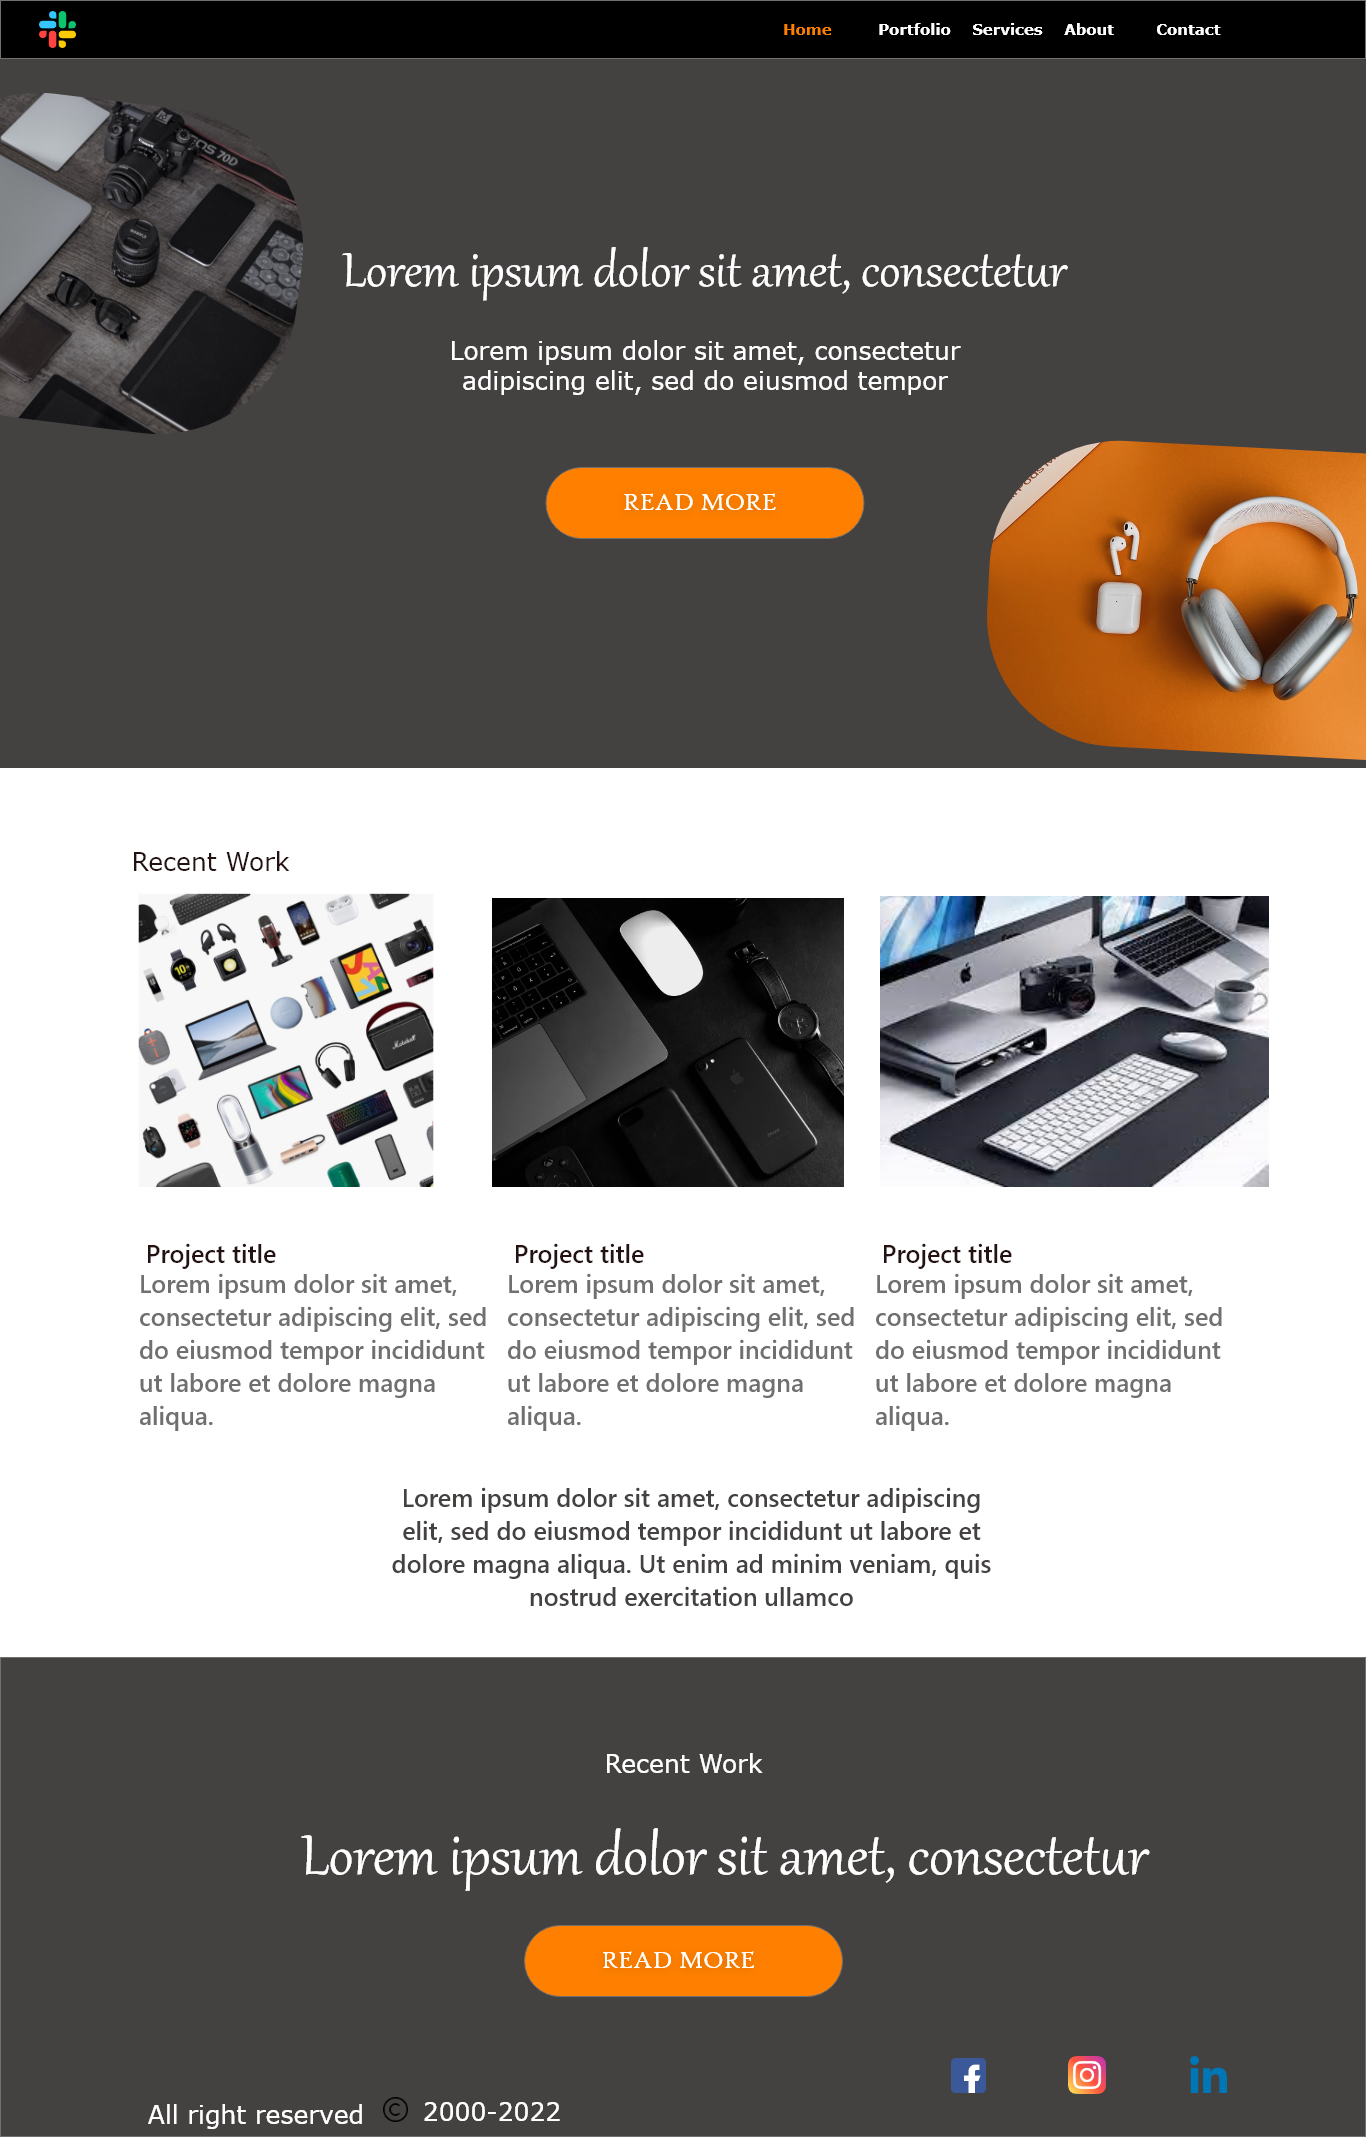 Home Portfolio Services About Contact
EOS 70D
Canon
Lorem ipsum dolor sit amet, consectetur
Lorem ipsum dolor sit amet, consectetur
adipiscing elit, sed do eiusmod tempor
READ MORE
Recent Work
Marshall
Project title
Lorem ipsum dolor sit amet,
consectetur adipiscing elit, sed
do eiusmod tempor incididunt
ut labore et dolore magna
aliqua.
Project title
Lorem ipsum dolor sit amet,
consectetur adipiscing elit, sed
do eiusmod tempor incididunt
ut labore et dolore magna
aliqua.
Project title
Lorem ipsum dolor sit amet,
consectetur adipiscing elit, sed
do eiusmod tempor incididunt
ut labore et dolore magna
aliqua.
Lorem ipsum dolor sit amet, consectetur adipiscing
elit, sed do eiusmod tempor incididunt ut labore et
dolore magna aliqua. Ut enim ad minim veniam, quis
nostrud exercitation ullamco
Recent Work
Lorem ipsum dolor sit amet, consectetur
READ MORE
All right reserved © 2000-2022